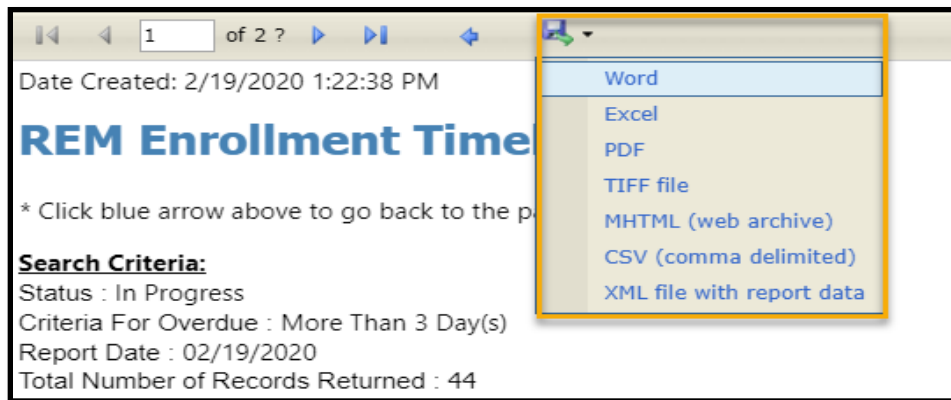 1 of 2 ?
Date Created: 2/19/2020 1:22:38 PM
Word
Excel
REM Enrollment
PDF
TIFF file
* Click blue arrow above to go back to the
MHTML (web archive)
Search Criteria:
CSV (comma delimited)
Status : In Progress
XML file with report data
Criteria For Overdue : More Than 3 Day(s)
Report Date : 02/19/2020
Total Number of Records Returned : 44